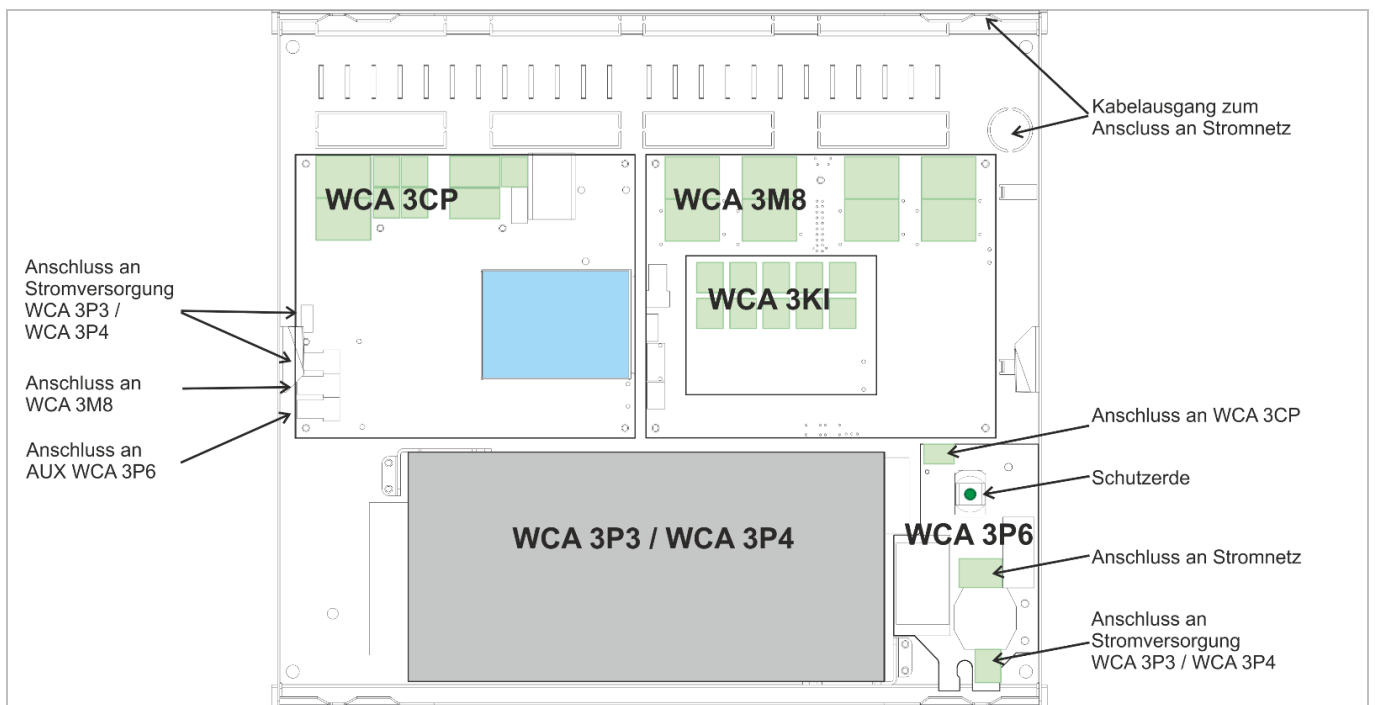 Kabelausgang zum
Anscluss an Stromnetz
WCA 3CP
WCA 3M8
Anschluss an
Stromversorgung
WCA 3P3 /
WCA 3P4
WCA 3KI
Anschluss an
WCA 3M8
Anschluss an
AUX WCA 3P6
Anschluss an WCA 3CP
Schutzerde
WCA 3P3 / WCA 3P4
WCA 3P6
Anschluss an Stromnetz
Anschluss an
Stromversorgung
WCA 3P3 / WCA 3P4